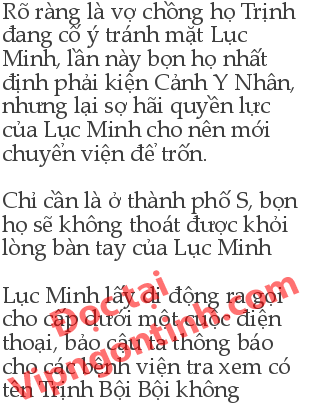 Rõ ràng là vợ chồng họ Trịnh
đang cố ý tránh mặt Lục
Minh, lần này bọn họ nhất
định phải kiện Cảnh Y Nhân,
nhưng lại sợ hãi quyền lực
của Lục Minh cho nên mới
chuyển viện để trốn.
Chỉ cần là ở thành phố S, bọn
họ sẽ không thoát được khỏi
lòng bàn tay của Lục Minh
Lục Minh lấy di động ra gọi
cho cấp dưới một cuộc điện
thoại, bảo cậu ta thông báo
cho các bệnh viện tra xem có
tên Trịnh Bội Bội không
Đọc tại
Vipngontinh.com